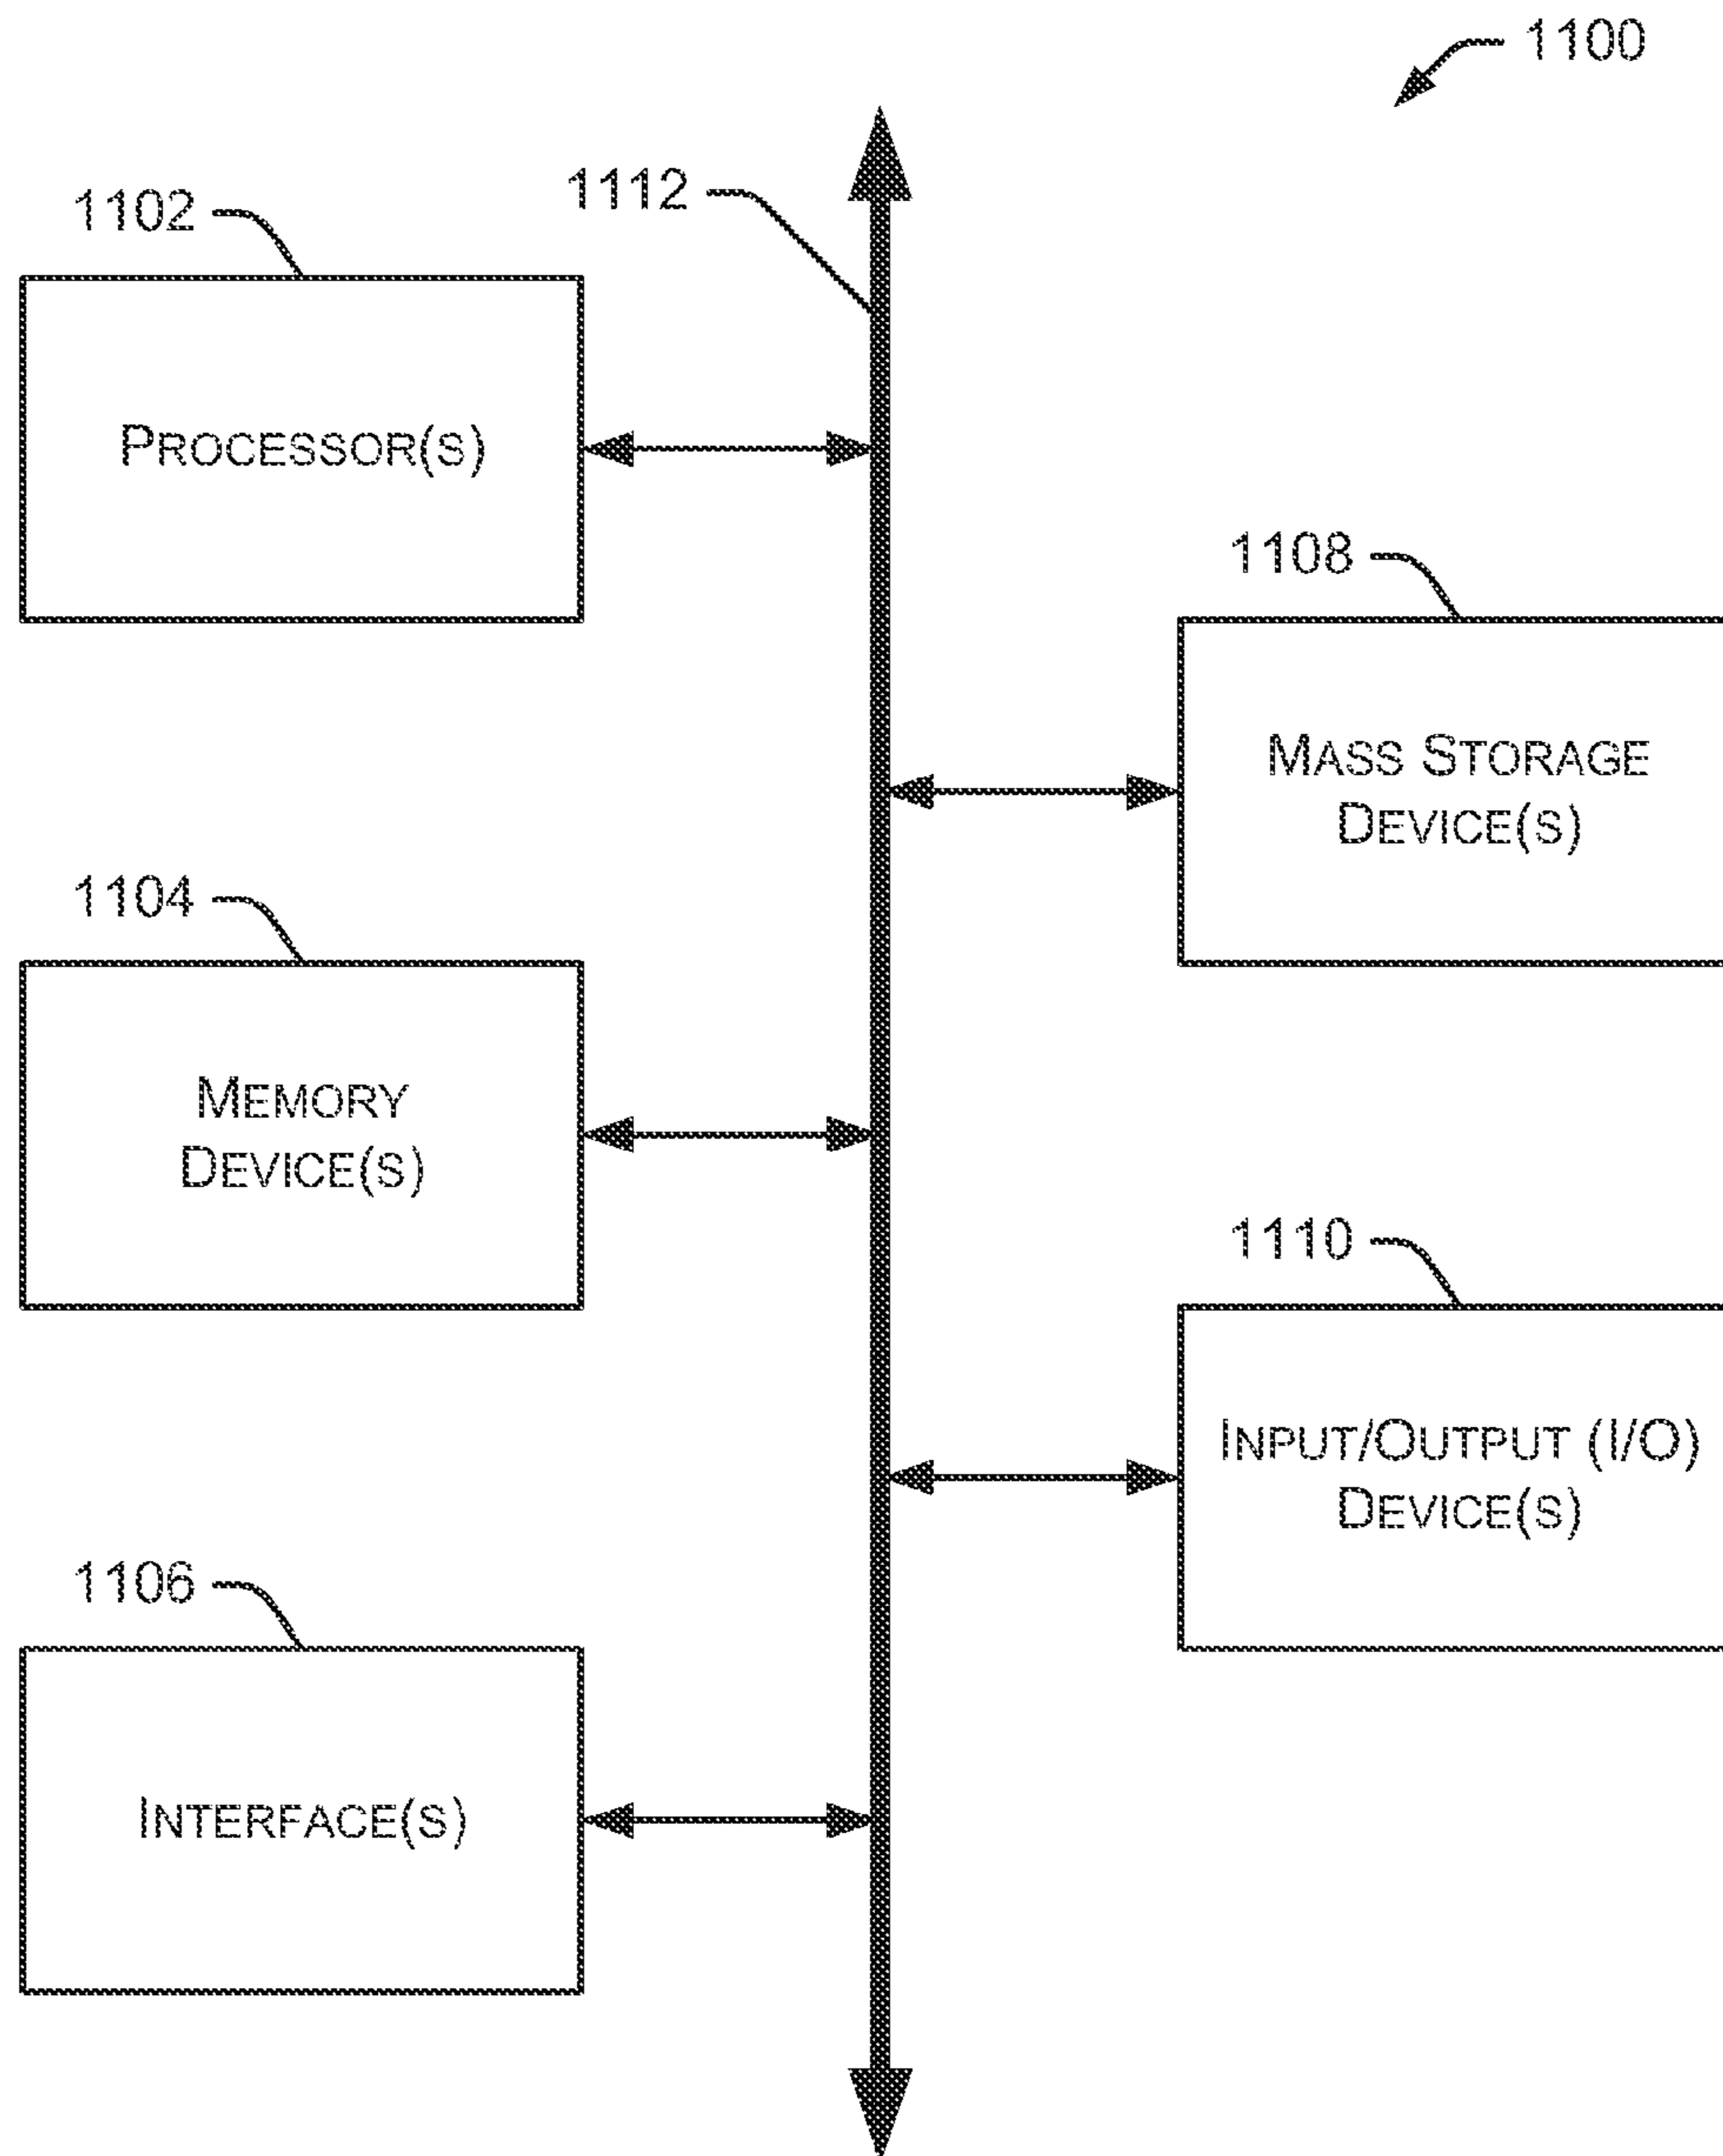 1100
1102
1112
PROCESSOR(S)
1108
MASS STORAGE
DEVICE(S)
1104
MEMORY
DEVICE(S)
1110
INPUT/OUTPUT (I/O)
DEVICE(S)
1106
INTERFACE(S)